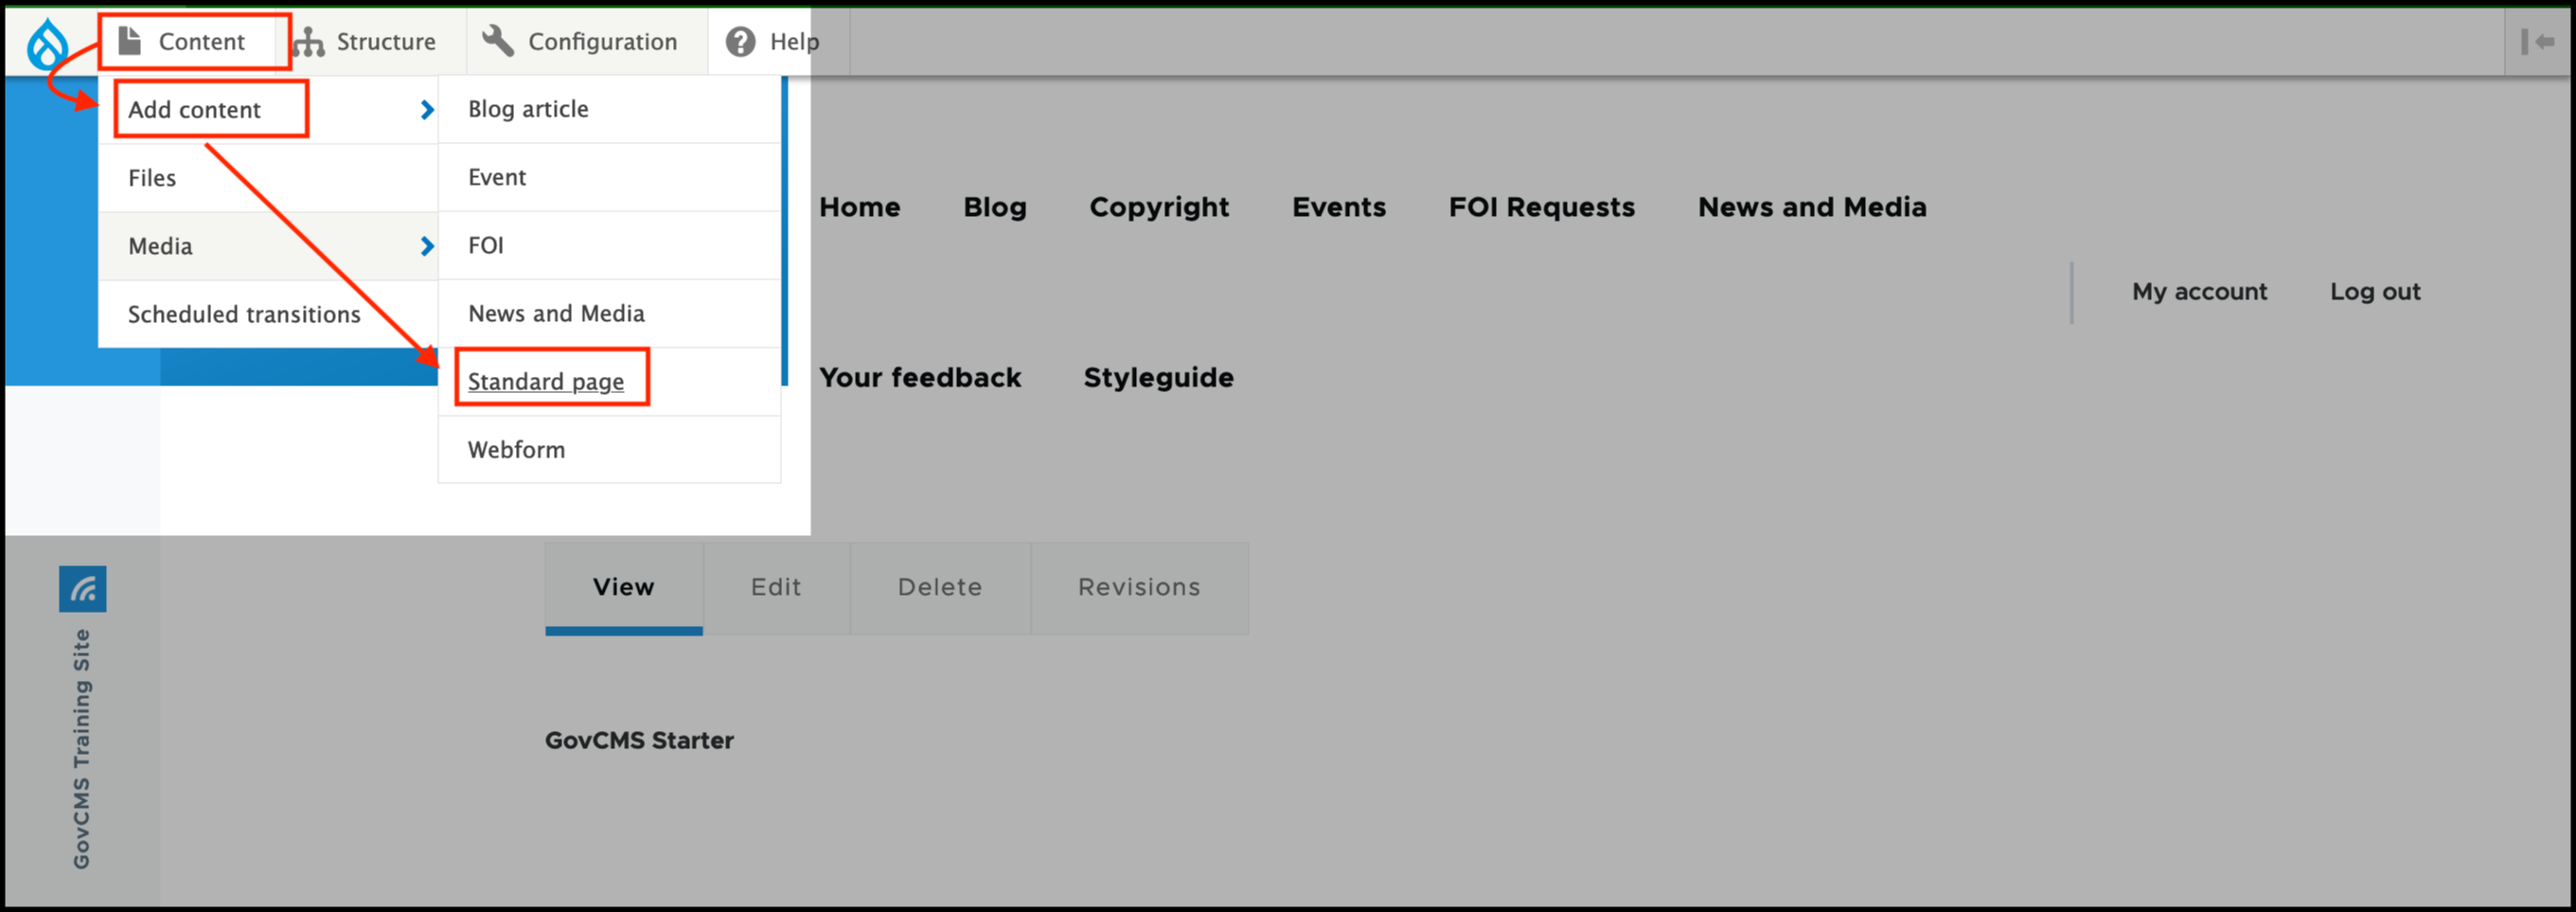 Content Structure Configuration Help
Add content
Files
Media
Scheduled transitions
Blog article
Event
FOI
News and Media
Standard page
Webform
Home Blog Copyright Events FOI Requests News and Media
My account Log out
Your feedback Styleguide
View Edit Delete Revisions
GovCMS Training Site
GovCMS Starter